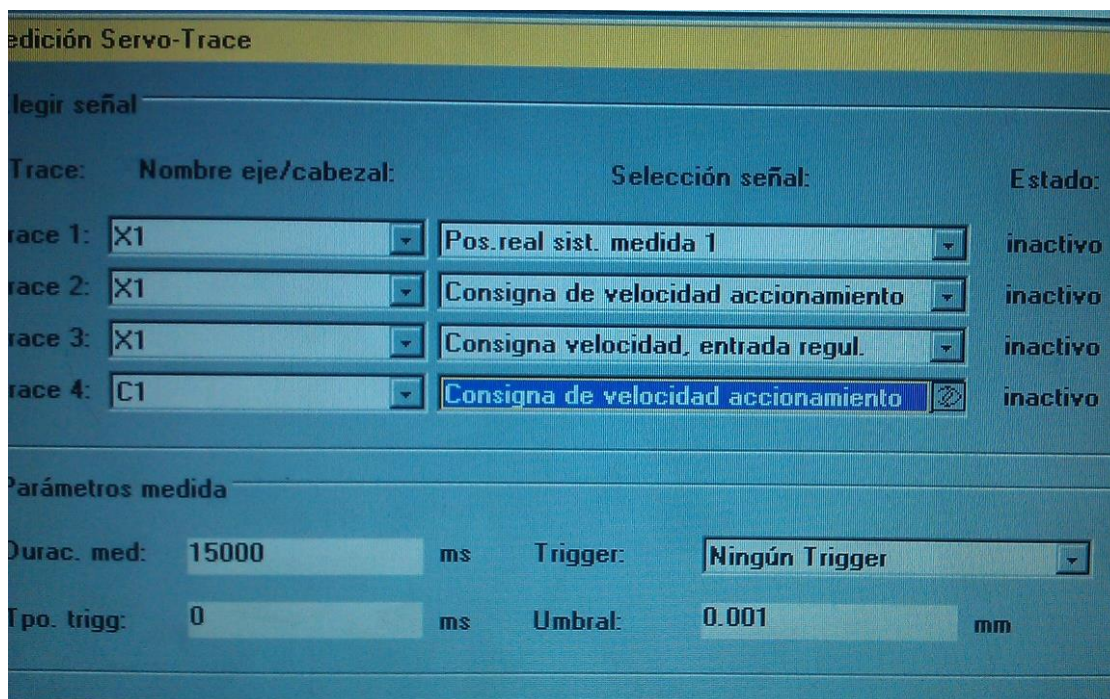 edición Servo-Trace
legir señal
Trace: Nombre eje/cabezal: Selección señal: Estado:
race 1: X1 Pos.real sist. medida 1 inactivo
race 2: X1 Consigna de velocidad accionamiento inactivo
race 3: X1 Consigna velocidad, entrada regul. inactivo
race 4: C1 Consigna de velocidad accionamiento inactivo
Parámetros medida
Durac. med: 15000 ms Trigger: Ningún Trigger
Tpo. trigg: 0 ms Umbral: 0.001 mm